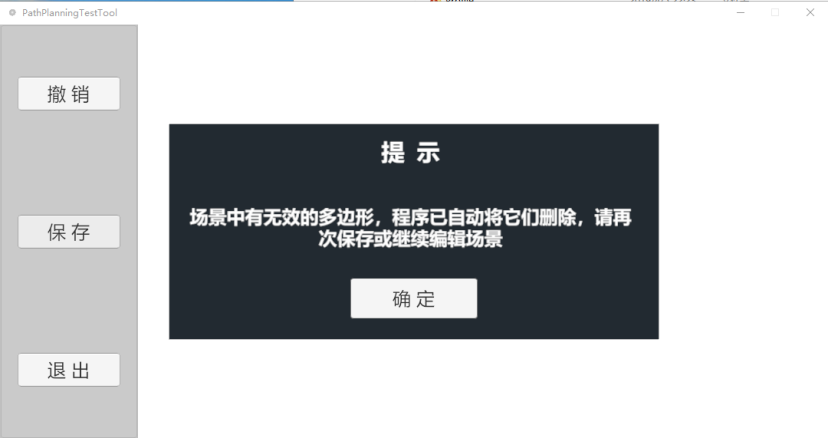 PathPlanningTestTool
撤 销
保 存
退 出
提 示
场景中有无效的多边形，程序已自动将它们删除，请再
次保存或继续编辑场景
确 定